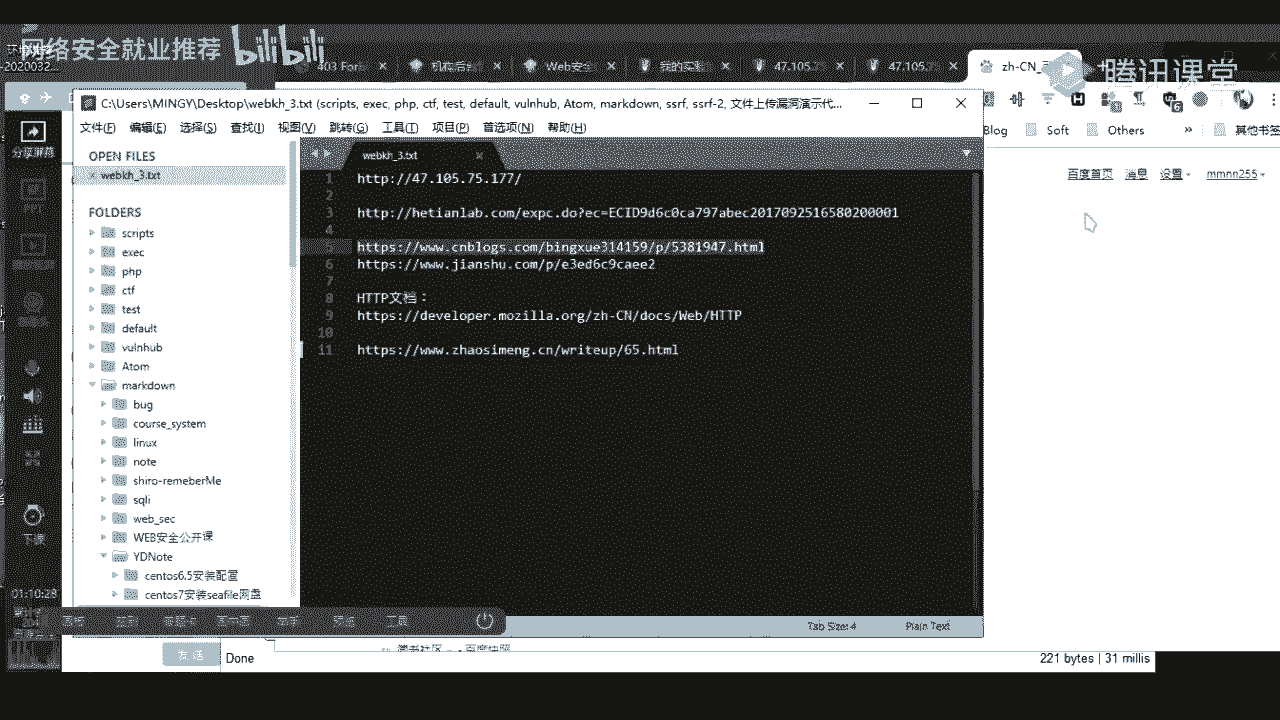 网络安全就业推荐
bilibili
腾讯课堂
-2020032...
403 For
机构后台
Web安全
我的实验
47.105.
47.105.
zh-CN_
C:\Users\MINGY\Desktop\webkh_3.txt (scripts, exec, php, ctf, test, default, vulnhub, Atom, markdown, ssrf, ssrf-2, 文件上传漏洞演示代...
文件(F) 编辑(E) 选择(S) 查找(I) 视图(V) 跳转(G) 工具(T) 项目(P) 首选项(N) 帮助(H)
Blog
Soft
Others
»
其他书签
分享屏幕
OPEN FILES
webkh_3.txt
FOLDERS
scripts
exec
php
ctf
test
default
vulnhub
Atom
markdown
bug
course_system
linux
note
shiro-remeberMe
sqli
web_sec
WEB安全公开课
YDNote
centos6.5安装配置
centos7安装seafile网盘
webkh_3.txt
1 http://47.105.75.177/
2
3 http://hetianlab.com/expc.do?ec=ECID9d6c0ca797abec2017092516580200001
4
5 https://www.cnblogs.com/bingxue314159/p/5381947.html
6 https://www.jianshu.com/p/e3ed6c9caee2
7
8 HTTP文档：
9 https://developer.mozilla.org/zh-CN/docs/Web/HTTP
10
11 https://www.zhaosimeng.cn/writeup/65.html
百度首页 消息 设置 mmnn255
下课
01:10:28
工具
Tab Size: 4
Plain Text
发送
Done
221 bytes | 31 millis